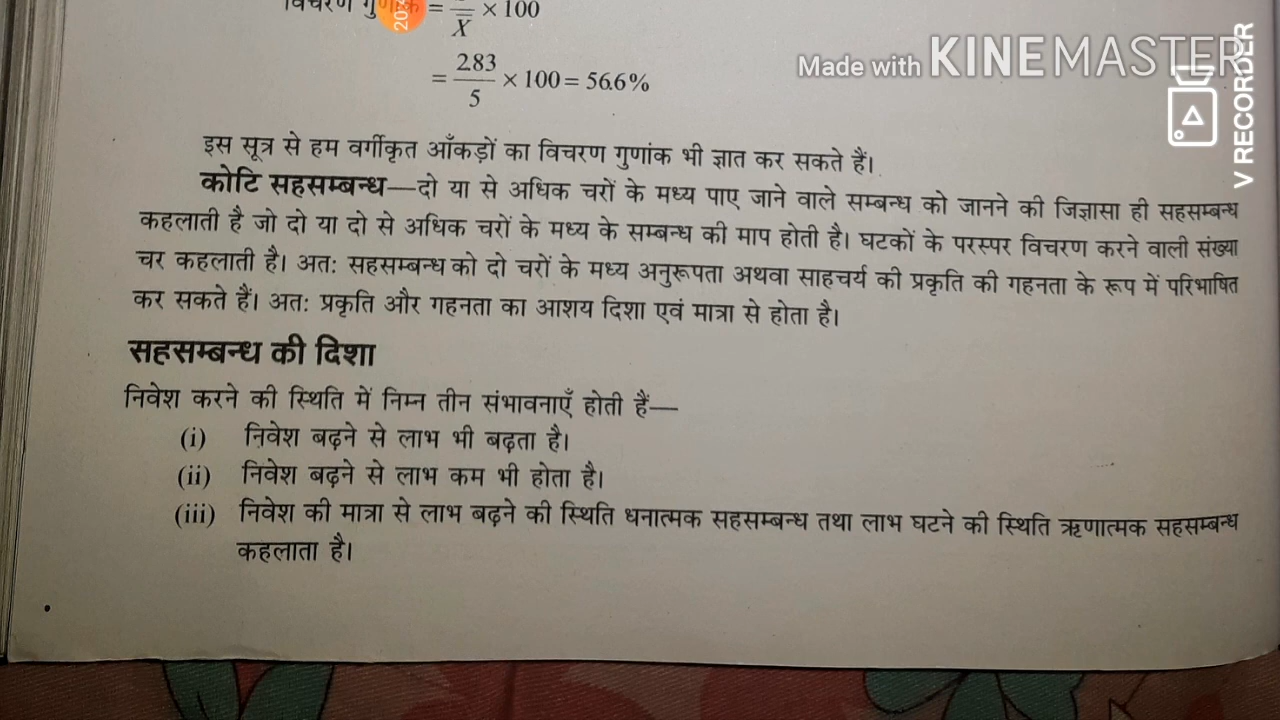 विचरण गुणांक = — × 100
X̄
= 2.83/5 × 100 = 56.6%
इस सूत्र से हम वर्गीकृत आँकड़ों का विचरण गुणांक भी ज्ञात कर सकते हैं।
कोटि सहसम्बन्ध—दो या से अधिक चरों के मध्य पाए जाने वाले सम्बन्ध को जानने की जिज्ञासा ही सहसम्बन्ध
कहलाती है जो दो या दो से अधिक चरों के मध्य के सम्बन्ध की माप होती है। घटकों के परस्पर विचरण करने वाली संख्या
चर कहलाती है। अतः सहसम्बन्ध को दो चरों के मध्य अनुरूपता अथवा साहचर्य की प्रकृति की गहनता के रूप में परिभाषित
कर सकते हैं। अतः प्रकृति और गहनता का आशय दिशा एवं मात्रा से होता है।
सहसम्बन्ध की दिशा
निवेश करने की स्थिति में निम्न तीन संभावनाएँ होती हैं—
(i) निवेश बढ़ने से लाभ भी बढ़ता है।
(ii) निवेश बढ़ने से लाभ कम भी होता है।
(iii) निवेश की मात्रा से लाभ बढ़ने की स्थिति धनात्मक सहसम्बन्ध तथा लाभ घटने की स्थिति ऋणात्मक सहसम्बन्ध
कहलाता है।
Made with KINEMASTER
V RECORDER